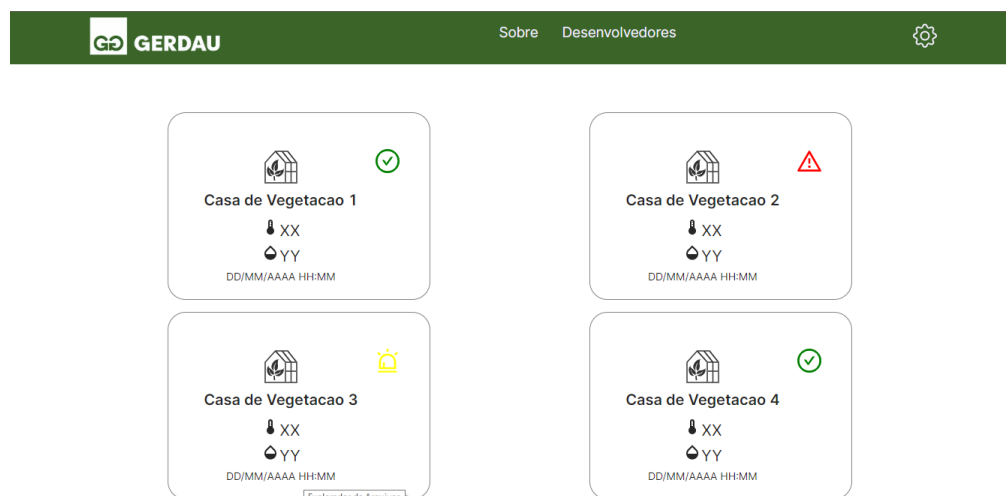 GG GERDAU
Sobre Desenvolvedores
Casa de Vegetacao 1
XX
YY
DD/MM/AAAA HH:MM
Casa de Vegetacao 2
XX
YY
DD/MM/AAAA HH:MM
Casa de Vegetacao 3
XX
YY
DD/MM/AAAA HH:MM
Casa de Vegetacao 4
XX
YY
DD/MM/AAAA HH:MM